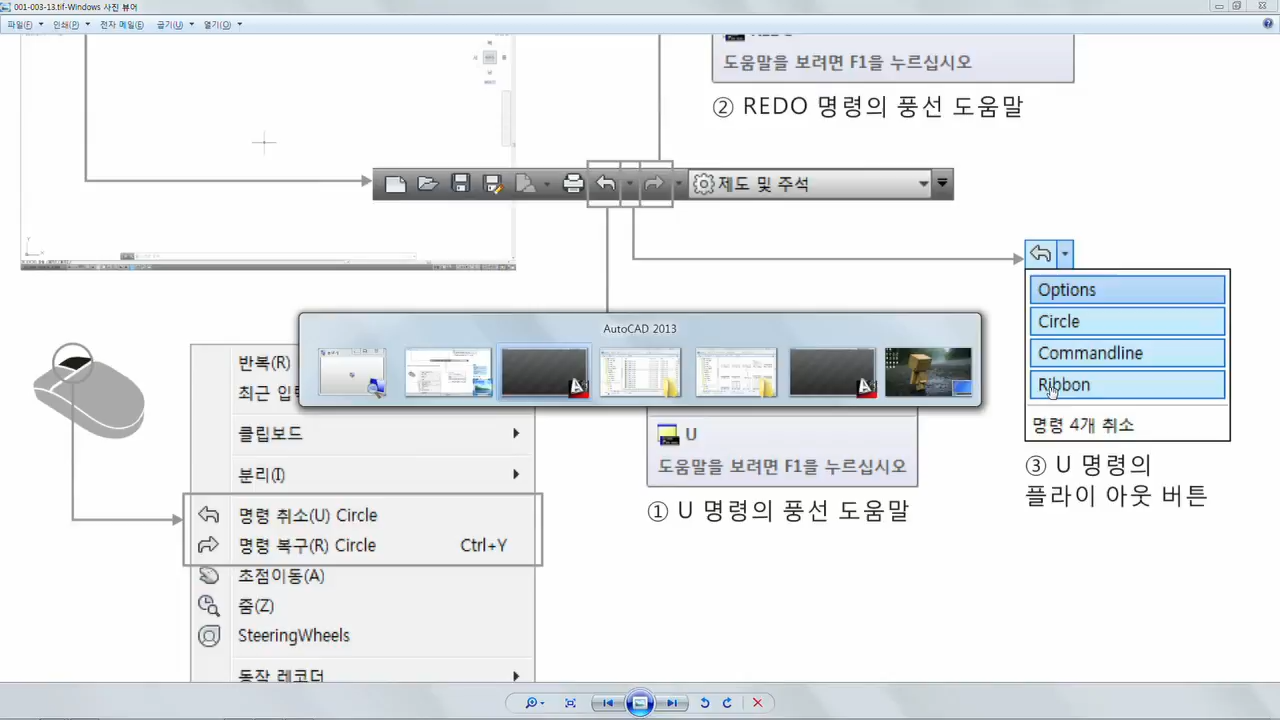 001-003-13.tif-Windows 사진 뷰어
파일(F) 인쇄(P) 전자 메일(E) 굽기(U) 열기(O)
도움말을 보려면 F1을 누르십시오
② REDO 명령의 풍선 도움말
제도 및 주석
Options
Circle
Commandline
Ribbon
명령 4개 취소
③ U 명령의
플라이 아웃 버튼
AutoCAD 2013
U
도움말을 보려면 F1을 누르십시오
① U 명령의 풍선 도움말
반복(R)
최근 입
클립보드
분리(I)
명령 취소(U) Circle
명령 복구(R) Circle Ctrl+Y
초점이동(A)
줌(Z)
SteeringWheels
동작 레코더